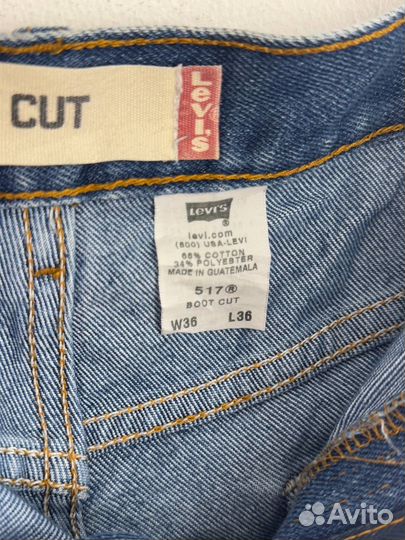 CUT
Levi's
Levi's
®
levi.com
(800) USA-LEVI
66% COTTON
34% POLYESTER
MADE IN GUATEMALA
517®
BOOT CUT
W36 L36
Avito